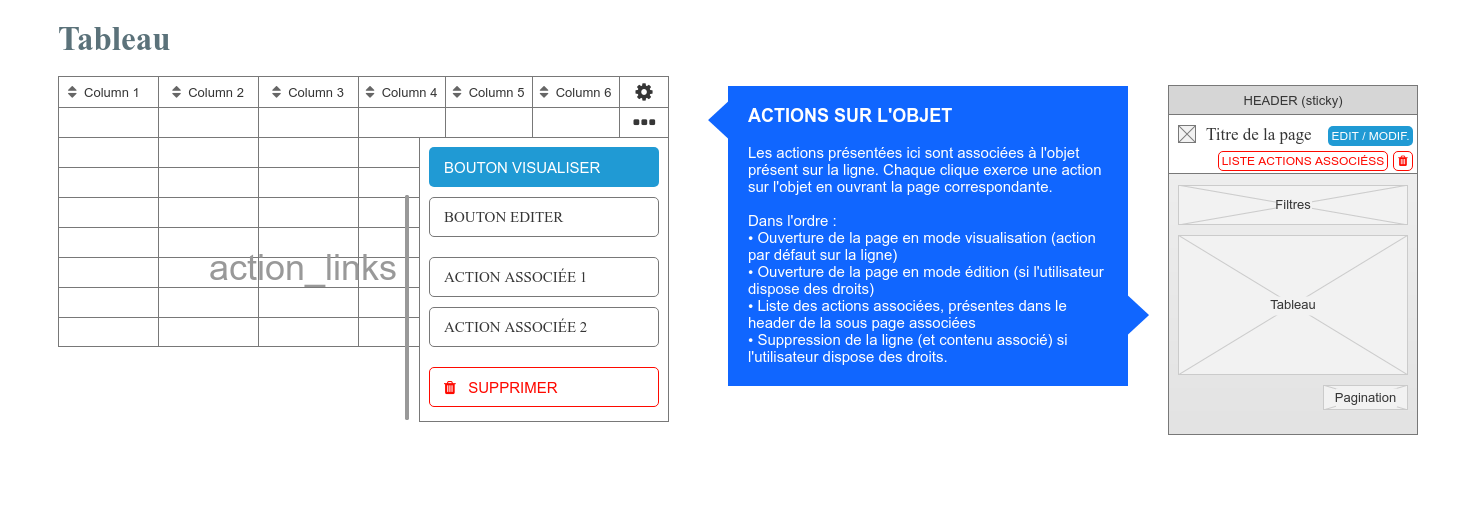 Tableau
Column 1 Column 2 Column 3 Column 4 Column 5 Column 6
BOUTON VISUALISER
BOUTON EDITER
action_links
ACTION ASSOCIÉE 1
ACTION ASSOCIÉE 2
SUPPRIMER
ACTIONS SUR L'OBJET
Les actions présentées ici sont associées à l'objet
présent sur la ligne. Chaque clique exerce une action
sur l'objet en ouvrant la page correspondante.
Dans l'ordre :
• Ouverture de la page en mode visualisation (action
par défaut sur la ligne)
• Ouverture de la page en mode édition (si l'utilisateur
dispose des droits)
• Liste des actions associées, présentes dans le
header de la sous page associées
• Suppression de la ligne (et contenu associé) si
l'utilisateur dispose des droits.
HEADER (sticky)
Titre de la page EDIT / MODIF.
LISTE ACTIONS ASSOCIÉSS
Filtres
Tableau
Pagination